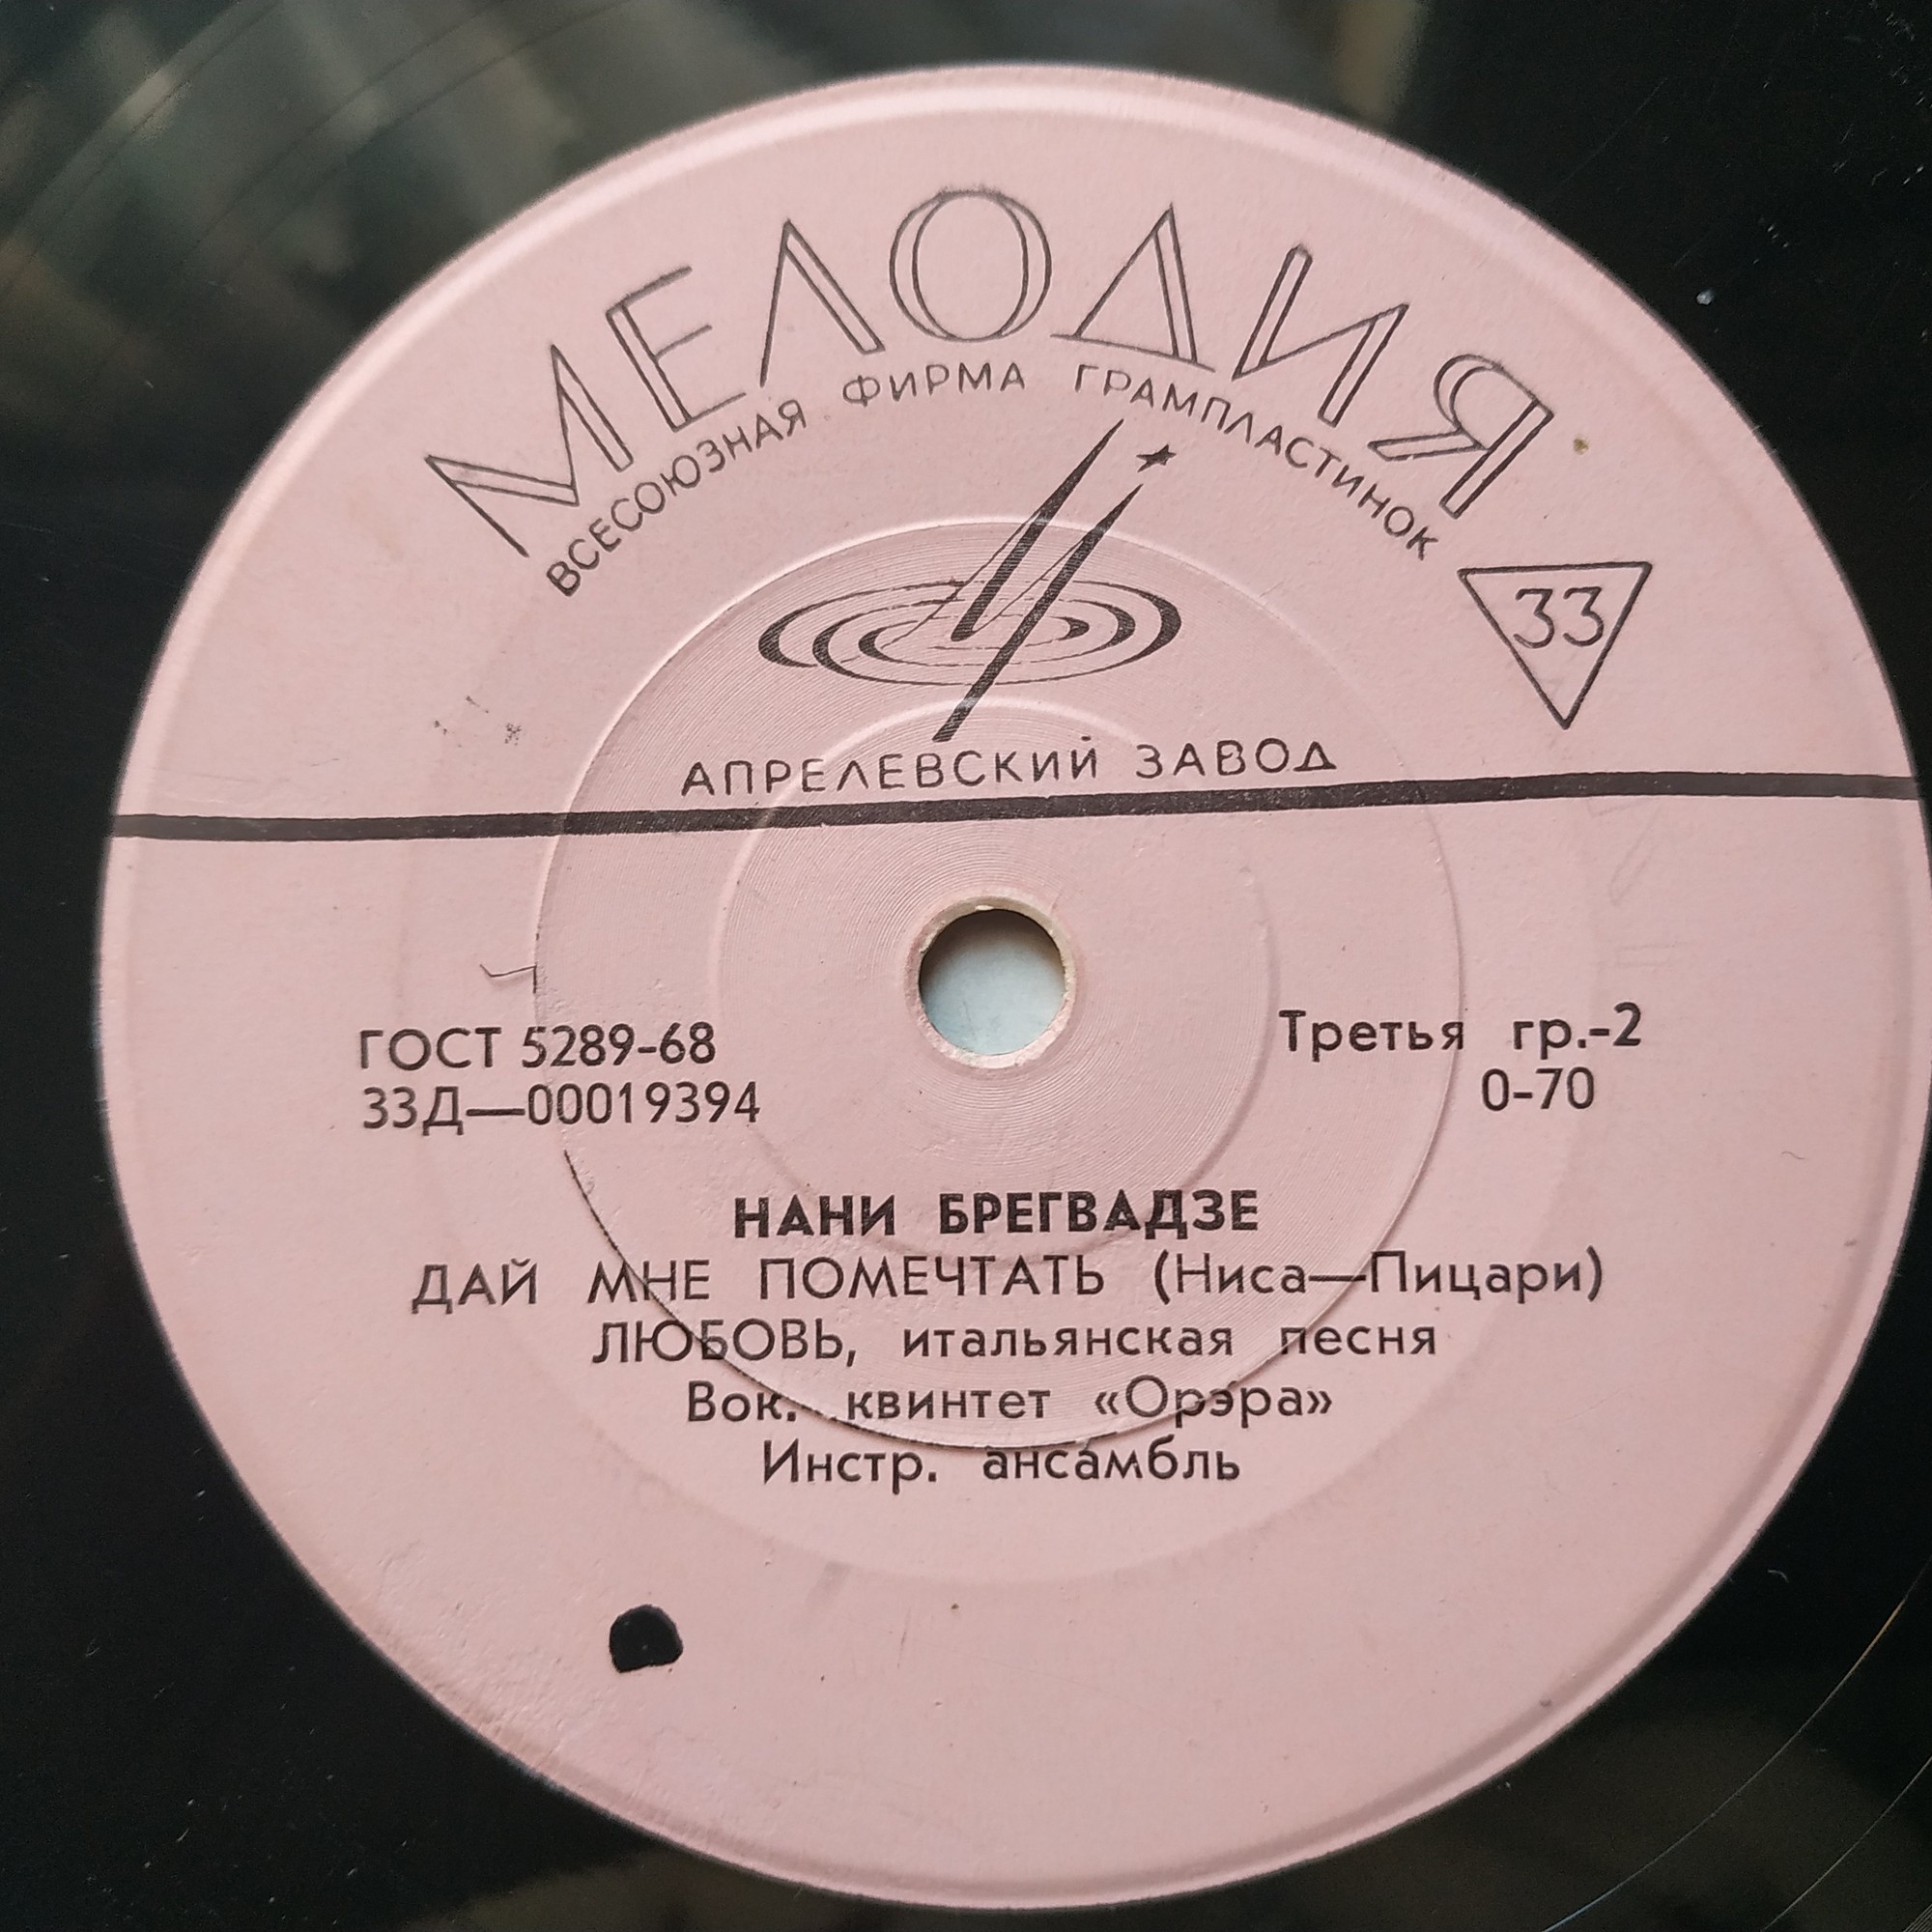 МЕЛОДИЯ
ВСЕСОЮЗНАЯ ФИРМА ГРАМПЛАСТИНОК
33
АПРЕЛЕВСКИЙ ЗАВОД
ГОСТ 5289-68
Третья гр.-2
33Д—00019394
0-70
НАНИ БРЕГВАДЗЕ
ДАЙ МНЕ ПОМЕЧТАТЬ (Ниса—Пицари)
ЛЮБОВЬ, итальянская песня
Вок. квинтет «Орэра»
Инстр. ансамбль